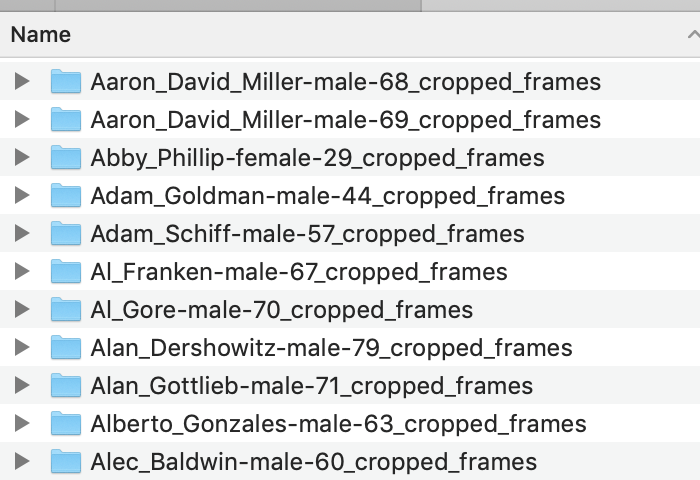 Name
Aaron_David_Miller-male-68_cropped_frames
Aaron_David_Miller-male-69_cropped_frames
Abby_Phillip-female-29_cropped_frames
Adam_Goldman-male-44_cropped_frames
Adam_Schiff-male-57_cropped_frames
Al_Franken-male-67_cropped_frames
Al_Gore-male-70_cropped_frames
Alan_Dershowitz-male-79_cropped_frames
Alan_Gottlieb-male-71_cropped_frames
Alberto_Gonzales-male-63_cropped_frames
Alec_Baldwin-male-60_cropped_frames